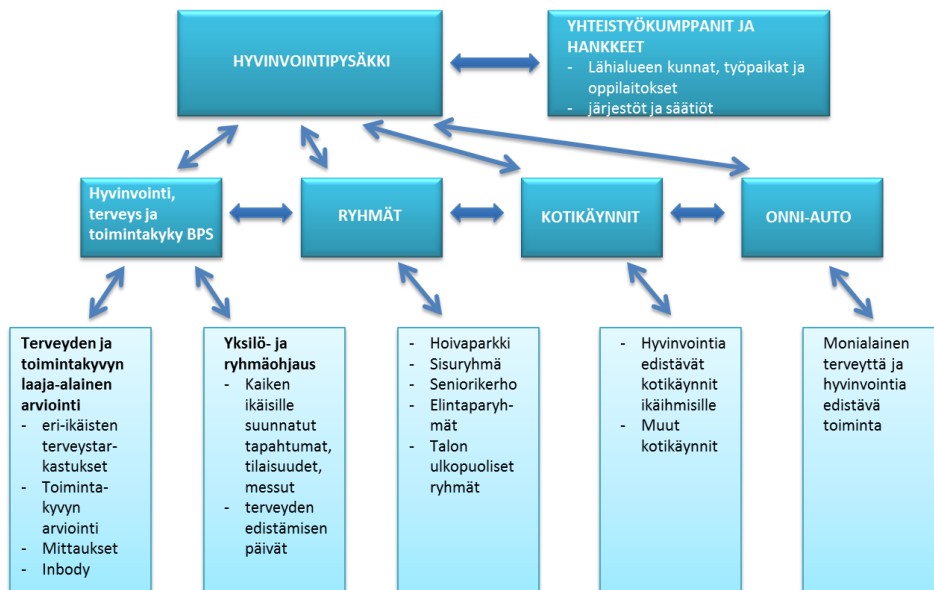 HYVINVOINTIPYSÄKKI
YHTEISTYÖKUMPPANIT JA
HANKKEET
- Lähialueen kunnat, työpaikat ja
oppilaitokset
- järjestöt ja säätiöt
Hyvinvointi,
terveys ja
toimintakyky BPS
RYHMÄT
KOTIKÄYNNIT
ONNI-AUTO
Terveyden ja
toimintakyvyn
laaja-alainen
arviointi
- eri-ikäisten
terveystar-
kastukset
- Toiminta-
kyvyn
arviointi
- Mittaukset
- Inbody
Yksilö- ja
ryhmäohjaus
- Kaiken
ikäisille
suunnatut
tapahtumat,
tilaisuudet,
messut
- terveyden
edistämisen
päivät
- Hoivaparkki
- Sisuryhmä
- Seniorikerho
- Elintaparyh-
mät
- Talon
ulkopuoliset
ryhmät
- Hyvinvointia
edistävät
kotikäynnit
ikäihmisille
- Muut
kotikäynnit
Monialainen
terveyttä ja
hyvinvointia
edistävä
toiminta